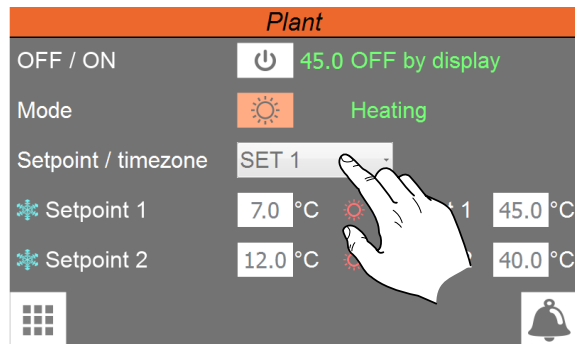 Plant
OFF / ON 45.0 OFF by display
Mode Heating
Setpoint / timezone SET 1
Setpoint 1 7.0 °C 1 45.0 °C
Setpoint 2 12.0 °C 40.0 °C